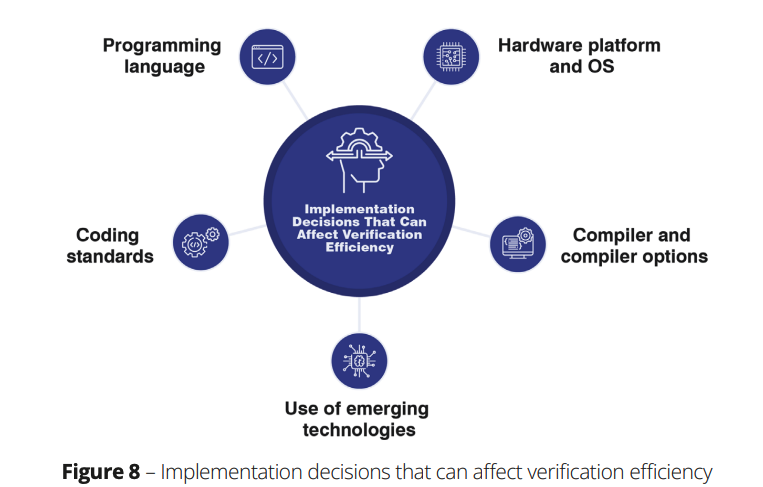 Programming
language
Hardware platform
and OS
Implementation
Decisions That Can
Affect Verification
Efficiency
Coding
standards
Compiler and
compiler options
Use of emerging
technologies
Figure 8 – Implementation decisions that can affect verification efficiency